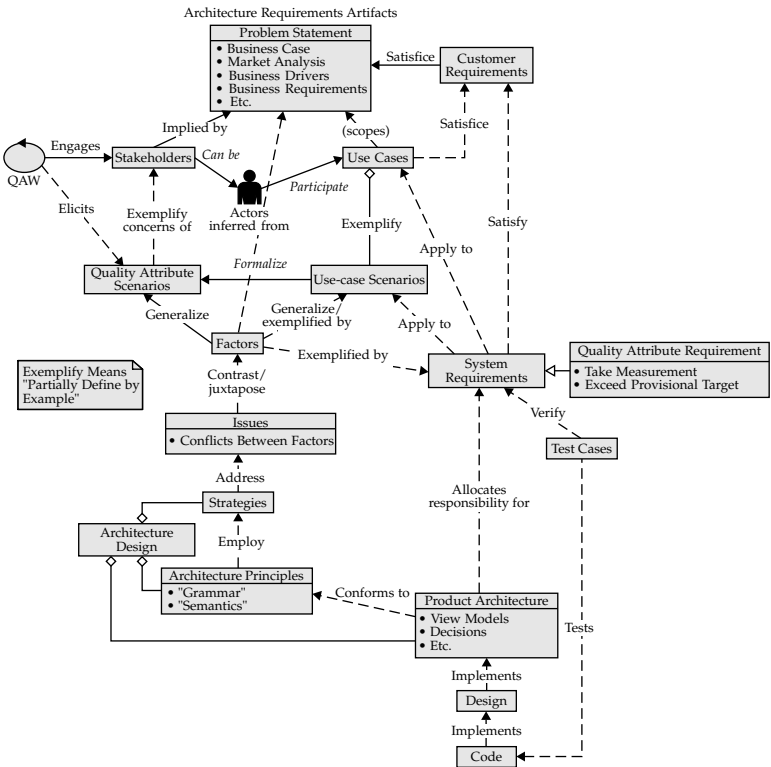 Architecture Requirements Artifacts
Problem Statement
• Business Case
• Market Analysis
• Business Drivers
• Business Requirements
• Etc.
Satisfice
Customer
Requirements
Implied by
(scopes)
Satisfice
Engages
Stakeholders
Can be
Use Cases
QAW
Participate
Elicits
Exemplify
concerns of
Actors
inferred from
Exemplify
Satisfy
Apply to
Formalize
Quality Attribute
Scenarios
Use-case Scenarios
Generalize
Generalize/
exemplified by
Apply to
Factors
Exemplified by
System
Requirements
Quality Attribute Requirement
• Take Measurement
• Exceed Provisional Target
Exemplify Means
"Partially Define by
Example"
Contrast/
juxtapose
Verify
Issues
• Conflicts Between Factors
Test Cases
Address
Strategies
Allocates
responsibility for
Architecture
Design
Employ
Architecture Principles
• "Grammar"
• "Semantics"
Conforms to
Product Architecture
• View Models
• Decisions
• Etc.
Tests
Implements
Design
Implements
Code